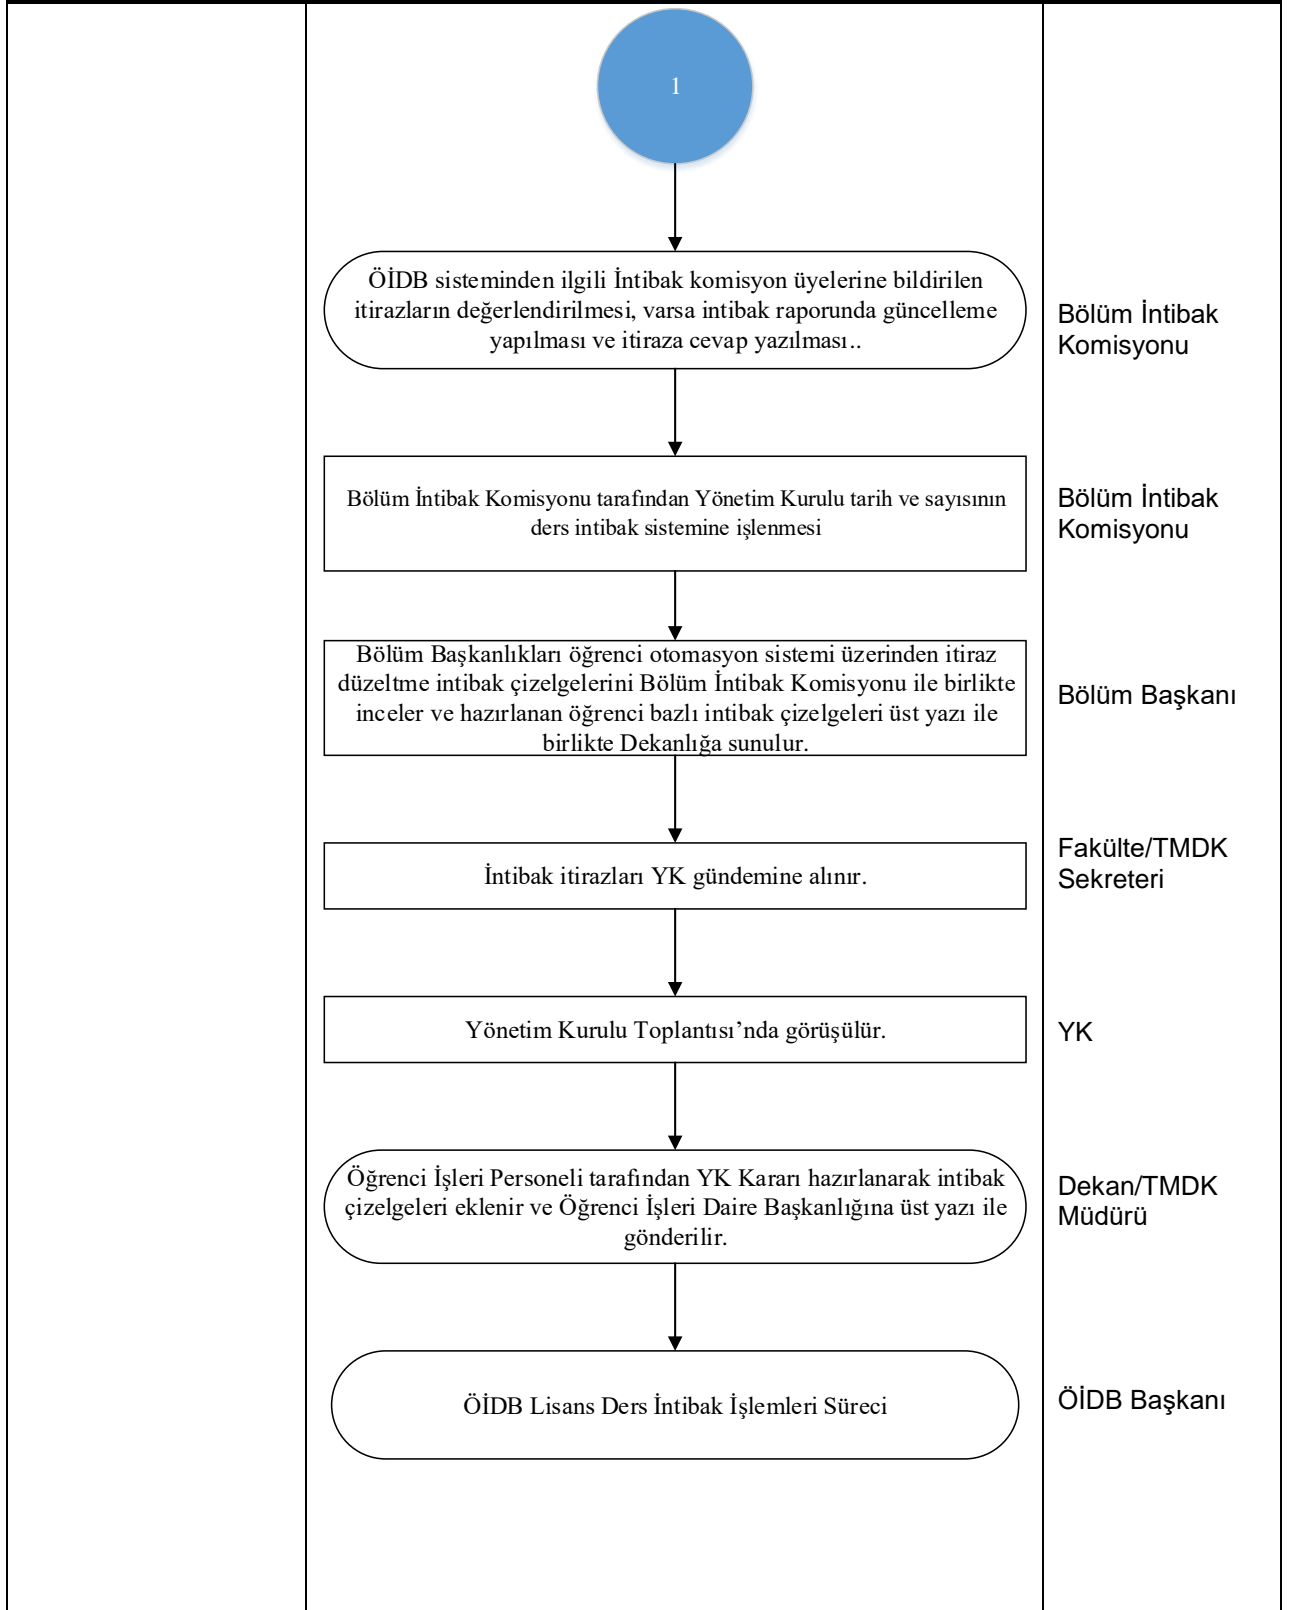 1
ÖİDB sisteminden ilgili İntibak komisyon üyelerine bildirilen
itirazların değerlendirilmesi, varsa intibak raporunda güncelleme
yapılması ve itiraza cevap yazılması..
Bölüm İntibak
Komisyonu
Bölüm İntibak Komisyonu tarafından Yönetim Kurulu tarih ve sayısının
ders intibak sistemine işlenmesi
Bölüm İntibak
Komisyonu
Bölüm Başkanlıkları öğrenci otomasyon sistemi üzerinden itiraz
düzeltme intibak çizelgelerini Bölüm İntibak Komisyonu ile birlikte
inceler ve hazırlanan öğrenci bazlı intibak çizelgeleri üst yazı ile
birlikte Dekanlığa sunulur.
Bölüm Başkanı
İntibak itirazları YK gündemine alınır.
Fakülte/TMDK
Sekreteri
Yönetim Kurulu Toplantısı’nda görüşülür.
YK
Öğrenci İşleri Personeli tarafından YK Kararı hazırlanarak intibak
çizelgeleri eklenir ve Öğrenci İşleri Daire Başkanlığına üst yazı ile
gönderilir.
Dekan/TMDK
Müdürü
ÖİDB Lisans Ders İntibak İşlemleri Süreci
ÖİDB Başkanı